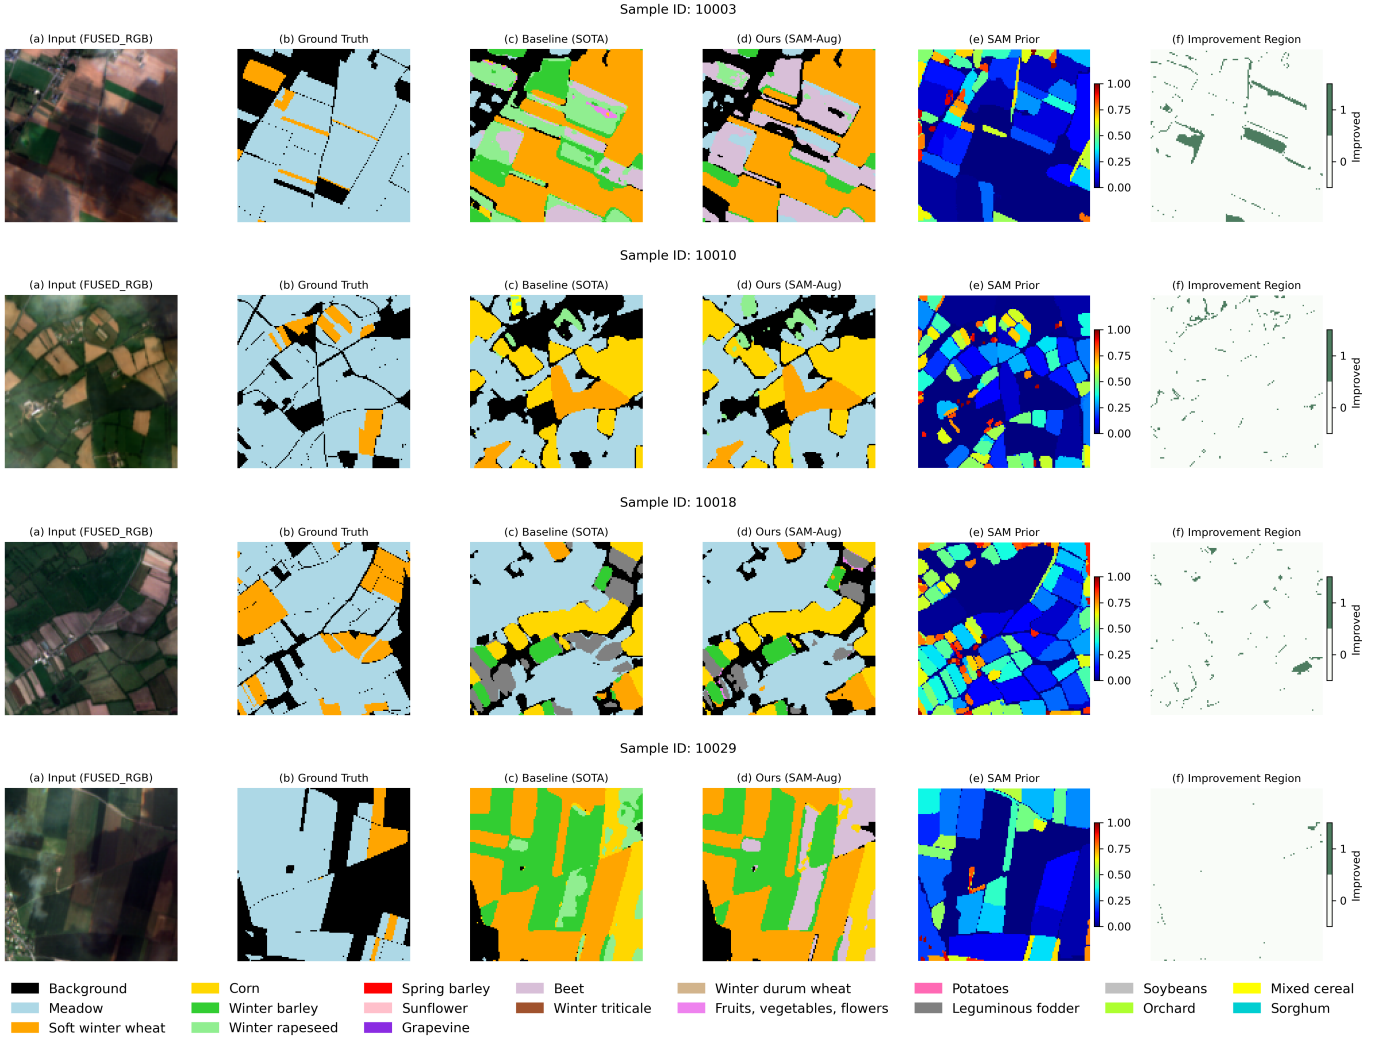 Sample ID: 10003
(a) Input (FUSED_RGB) (b) Ground Truth (c) Baseline (SOTA) (d) Ours (SAM-Aug) (e) SAM Prior (f) Improvement Region
1.00
0.75
0.50
0.25
0.00
1
0
Improved
Sample ID: 10010
(a) Input (FUSED_RGB) (b) Ground Truth (c) Baseline (SOTA) (d) Ours (SAM-Aug) (e) SAM Prior (f) Improvement Region
1.00
0.75
0.50
0.25
0.00
1
0
Improved
Sample ID: 10018
(a) Input (FUSED_RGB) (b) Ground Truth (c) Baseline (SOTA) (d) Ours (SAM-Aug) (e) SAM Prior (f) Improvement Region
1.00
0.75
0.50
0.25
0.00
1
0
Improved
Sample ID: 10029
(a) Input (FUSED_RGB) (b) Ground Truth (c) Baseline (SOTA) (d) Ours (SAM-Aug) (e) SAM Prior (f) Improvement Region
1.00
0.75
0.50
0.25
0.00
1
0
Improved
Background Corn Spring barley Beet Winter durum wheat Potatoes Soybeans Mixed cereal
Meadow Winter barley Sunflower Winter triticale Fruits, vegetables, flowers Leguminous fodder Orchard Sorghum
Soft winter wheat Winter rapeseed Grapevine